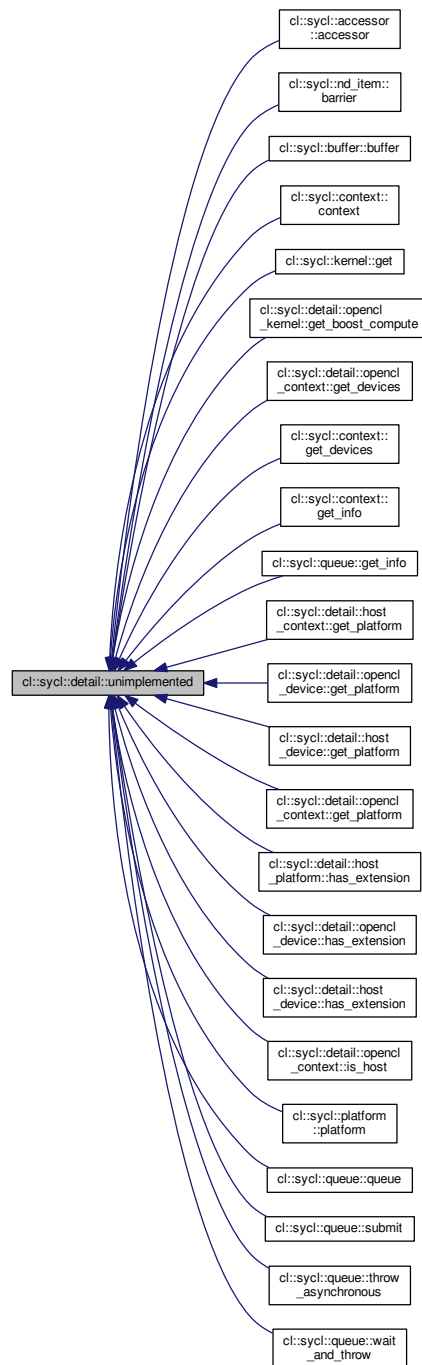 cl::sycl::accessor
::accessor
cl::sycl::nd_item::
barrier
cl::sycl::buffer::buffer
cl::sycl::context::
context
cl::sycl::kernel::get
cl::sycl::detail::opencl
_kernel::get_boost_compute
cl::sycl::detail::opencl
_context::get_devices
cl::sycl::context::
get_devices
cl::sycl::context::
get_info
cl::sycl::queue::get_info
cl::sycl::detail::host
_context::get_platform
cl::sycl::detail::unimplemented
cl::sycl::detail::opencl
_device::get_platform
cl::sycl::detail::host
_device::get_platform
cl::sycl::detail::opencl
_context::get_platform
cl::sycl::detail::host
_platform::has_extension
cl::sycl::detail::opencl
_device::has_extension
cl::sycl::detail::host
_device::has_extension
cl::sycl::detail::opencl
_context::is_host
cl::sycl::platform
::platform
cl::sycl::queue::queue
cl::sycl::queue::submit
cl::sycl::queue::throw
_asynchronous
cl::sycl::queue::wait
_and_throw